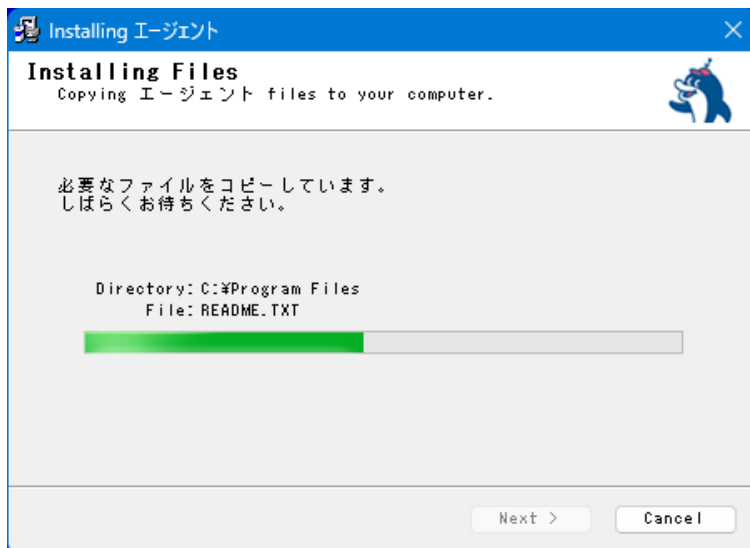 Installing エージェント
Installing Files
Copying エージェント files to your computer.
必要なファイルをコピーしています。
しばらくお待ちください。
Directory: C:¥Program Files
File: README.TXT
Next >
Cancel